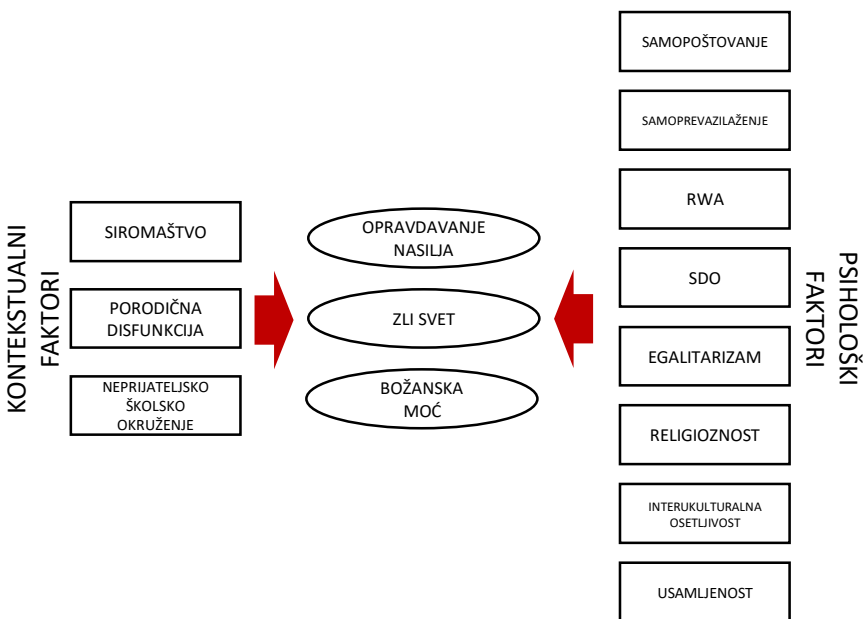 KONTEKSTUALNI
FAKTORI
SIROMAŠTVO
PORODIČNA
DISFUNKCIJA
NEPRIJATELJSKO
ŠKOLSKO
OKRUŽENJE
OPRAVDAVANJE
NASILJA
ZLI SVET
BOŽANSKA
MOĆ
SAMOPOŠTOVANJE
SAMOPREVAZILAŽENJE
RWA
SDO
EGALITARIZAM
RELIGIOZNOST
INTERUKULTURALNA
OSETLJIVOST
USAMLJENOST
PSIHOLOŠKI
FAKTORI